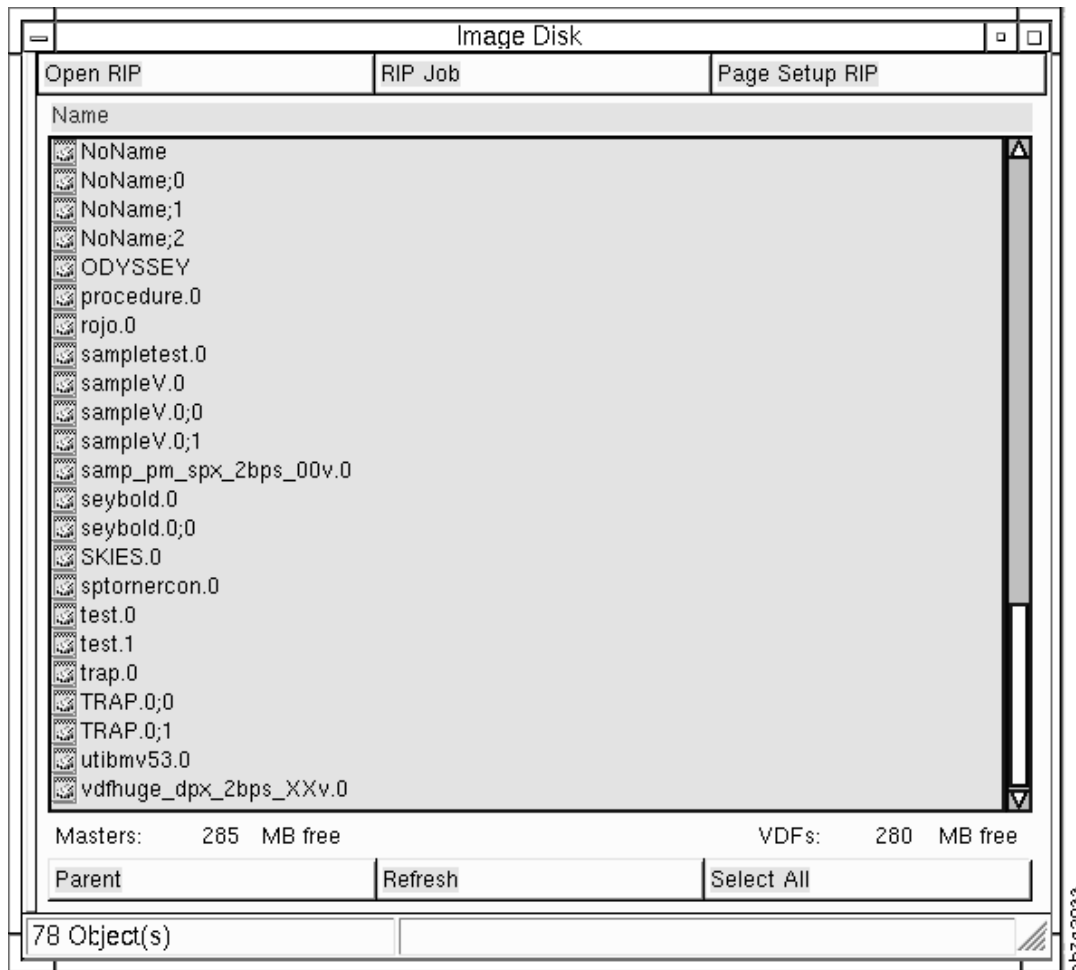 Image Disk
Open RIP RIP Job Page Setup RIP
Name
NoName
NoName;0
NoName;1
NoName;2
ODYSSEY
procedure.0
rojo.0
sampletest.0
sampleV.0
sampleV.0;0
sampleV.0;1
samp_pm_spx_2bps_00v.0
seybold.0
seybold.0;0
SKIES.0
sptornercon.0
test.0
test.1
trap.0
TRAP.0;0
TRAP.0;1
utibmv53.0
vdfhuge_dpx_2bps_XXv.0
Masters: 285 MB free VDFs: 280 MB free
Parent Refresh Select All
78 Object(s)